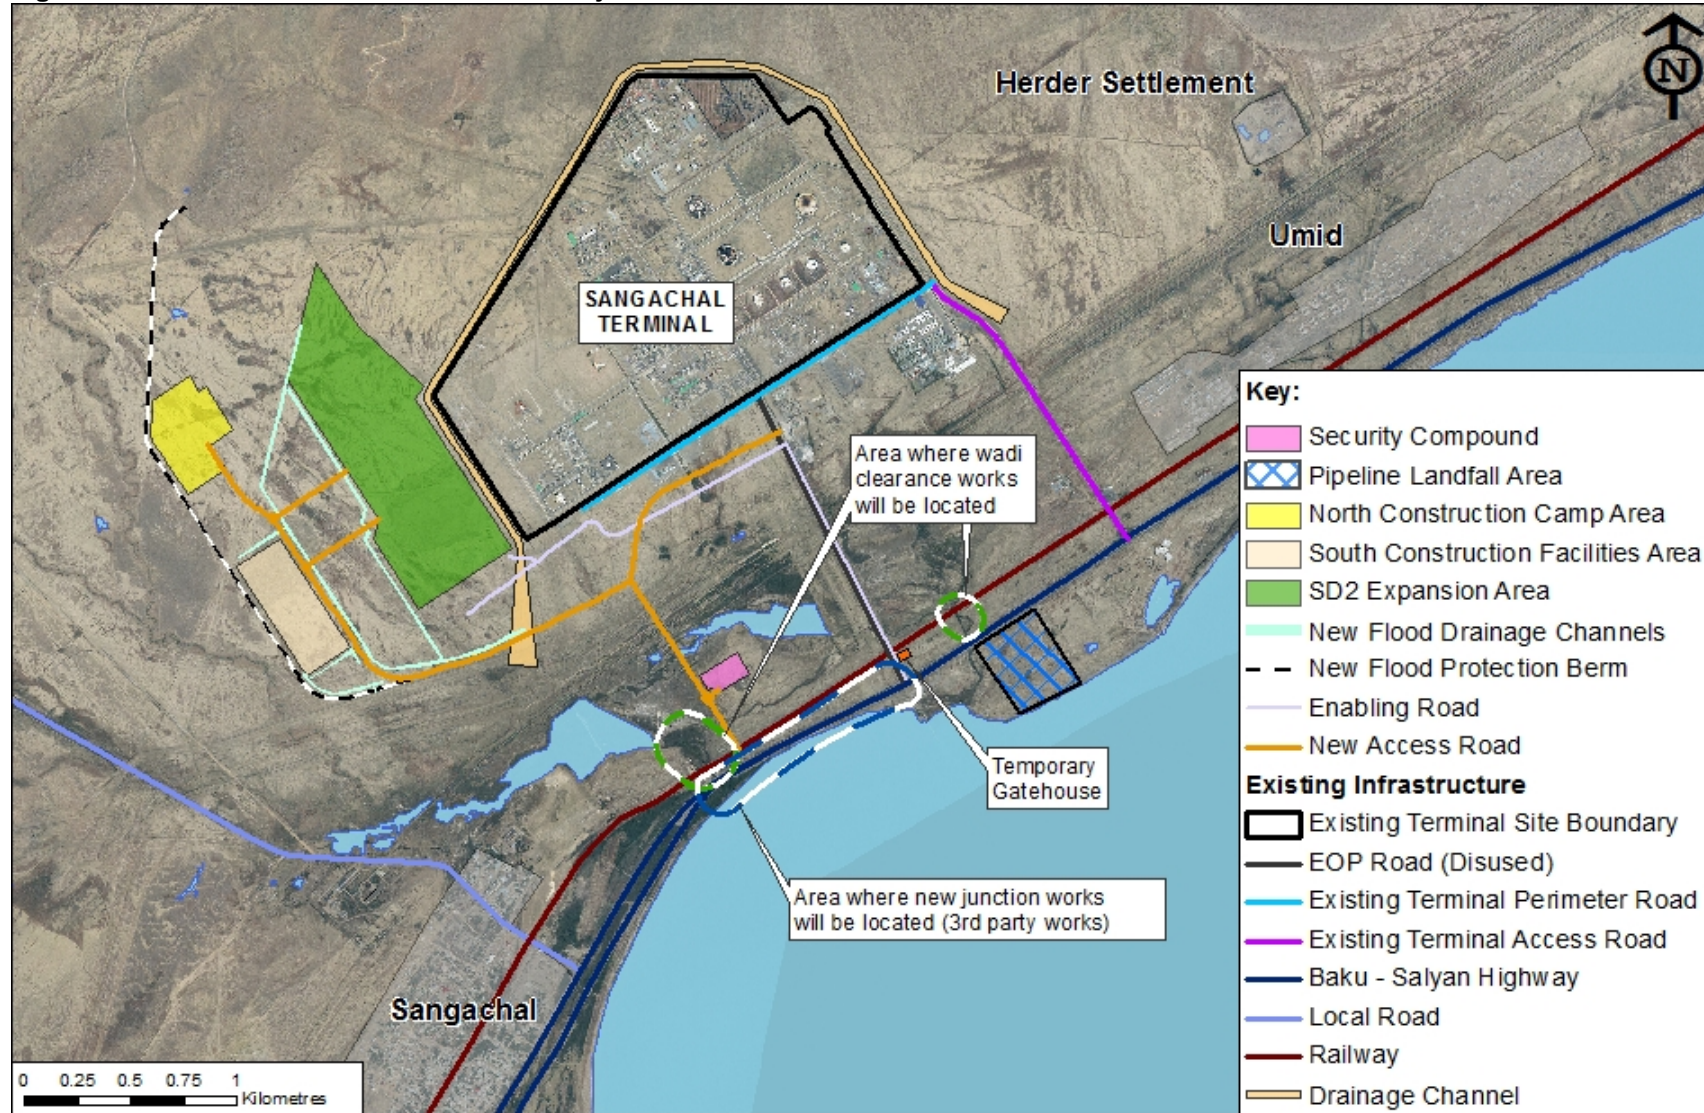 Herder Settlement
N
Umid
SANGACHAL
TERMINAL
Area where wadi
clearance works
will be located
Temporary
Gatehouse
Area where new junction works
will be located (3rd party works)
Sangachal
0 0.25 0.5 0.75 1
Kilometres
Key:
Security Compound
Pipeline Landfall Area
North Construction Camp Area
South Construction Facilities Area
SD2 Expansion Area
New Flood Drainage Channels
New Flood Protection Berm
Enabling Road
New Access Road
Existing Infrastructure
Existing Terminal Site Boundary
EOP Road (Disused)
Existing Terminal Perimeter Road
Existing Terminal Access Road
Baku - Salyan Highway
Local Road
Railway
Drainage Channel